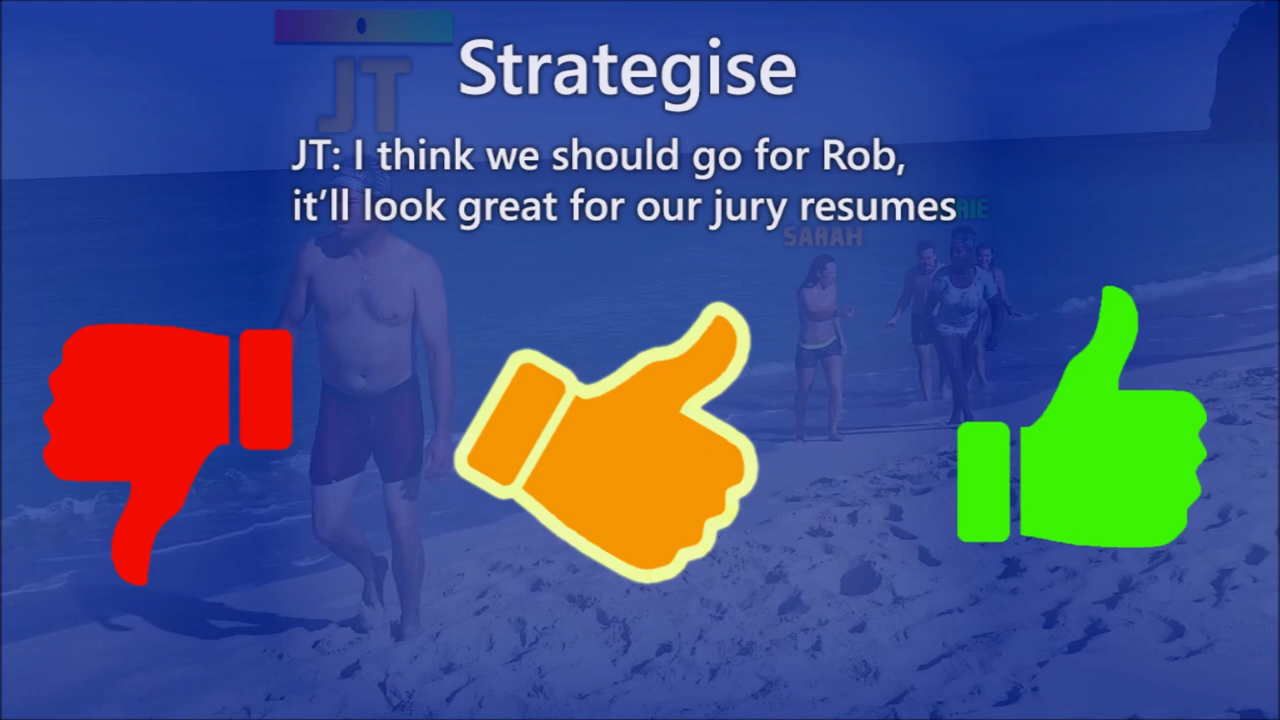 JT
Strategise
JT: I think we should go for Rob,
it’ll look great for our jury resumes
SARAH